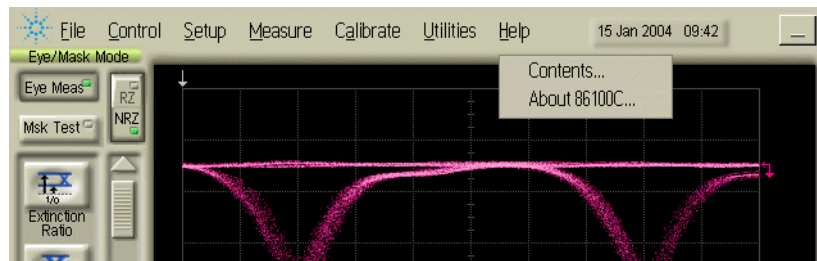 File Control Setup Measure Calibrate Utilities Help 15 Jan 2004 09:42
Eye/Mask Mode
Contents...
About 86100C...
Eye Meas
RZ
NRZ
Msk Test
1/0
Extinction
Ratio